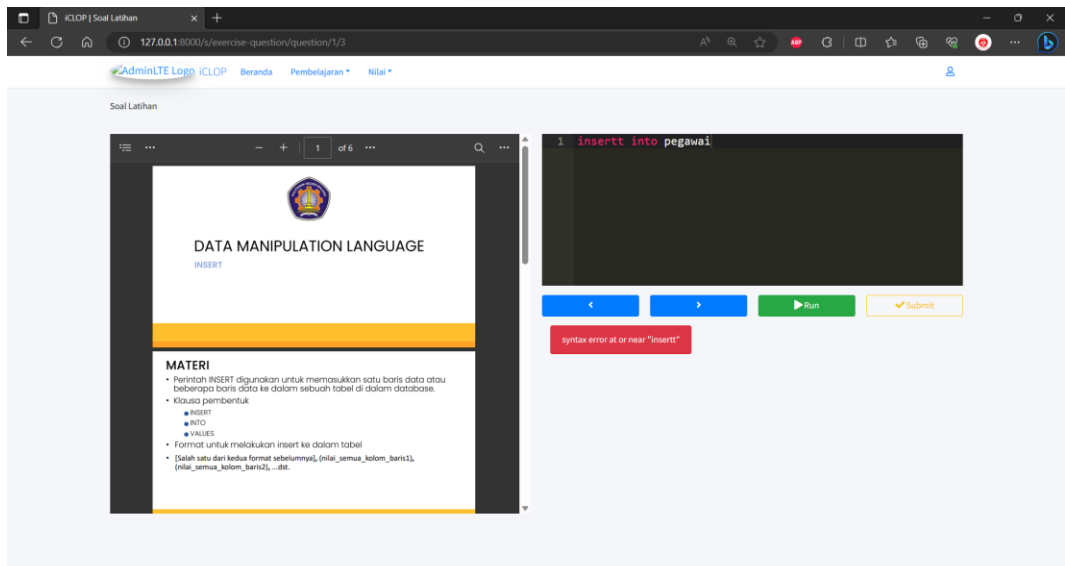 iCLOP | Soal Latihan
127.0.0.1:8000/s/exercise-question/question/1/3
AdminLTE Logo iCLOP Beranda Pembelajaran Nilai
Soal Latihan
1 of 6
DATA MANIPULATION LANGUAGE
INSERT
MATERI
• Perintah INSERT digunakan untuk memasukkan satu baris data atau
beberapa baris data ke dalam sebuah tabel di dalam database.
• Klausa pembentuk
INSERT
INTO
VALUES
• Format untuk melakukan insert ke dalam tabel
• [Salah satu dari kedua format sebelumnya], (nilai_semua_kolom_baris1),
(nilai_semua_kolom_baris2), ...dst.
1 insertt into pegawai
Run
Submit
syntax error at or near "insertt"
ABP